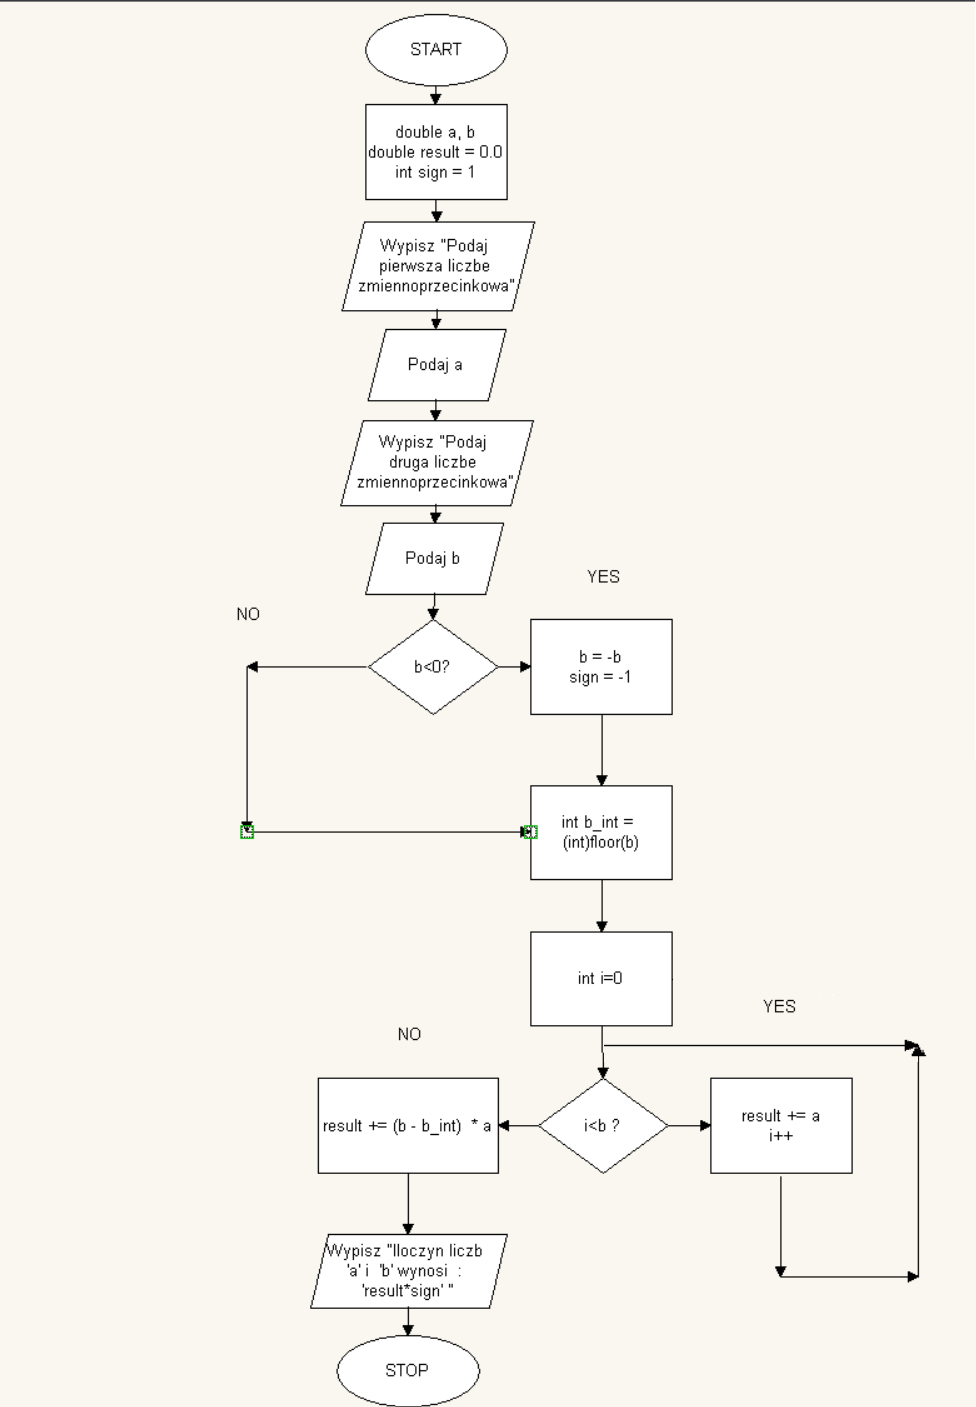 START
double a, b
double result = 0.0
int sign = 1
Wypisz "Podaj
pierwsza liczbe
zmiennoprzecinkowa"
Podaj a
Wypisz "Podaj
druga liczbe
zmiennoprzecinkowa"
Podaj b
YES
NO
b<0?
b = -b
sign = -1
int b_int =
(int)floor(b)
int i=0
YES
NO
result += (b - b_int)  * a
i<b ?
result += a
i++
Wypisz "Iloczyn liczb
'a' i  'b' wynosi  :
'result*sign' "
STOP